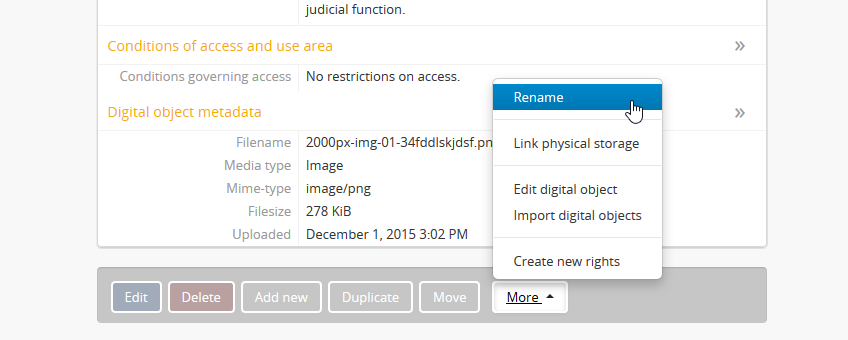 judicial function.
Conditions of access and use area »
Conditions governing access No restrictions on access.
Digital object metadata »
Filename 2000px-img-01-34fddlskjdsf.pn
Media type Image
Mime-type image/png
Filesize 278 KiB
Uploaded December 1, 2015 3:02 PM
Rename
Link physical storage
Edit digital object
Import digital objects
Create new rights
Edit Delete Add new Duplicate Move More